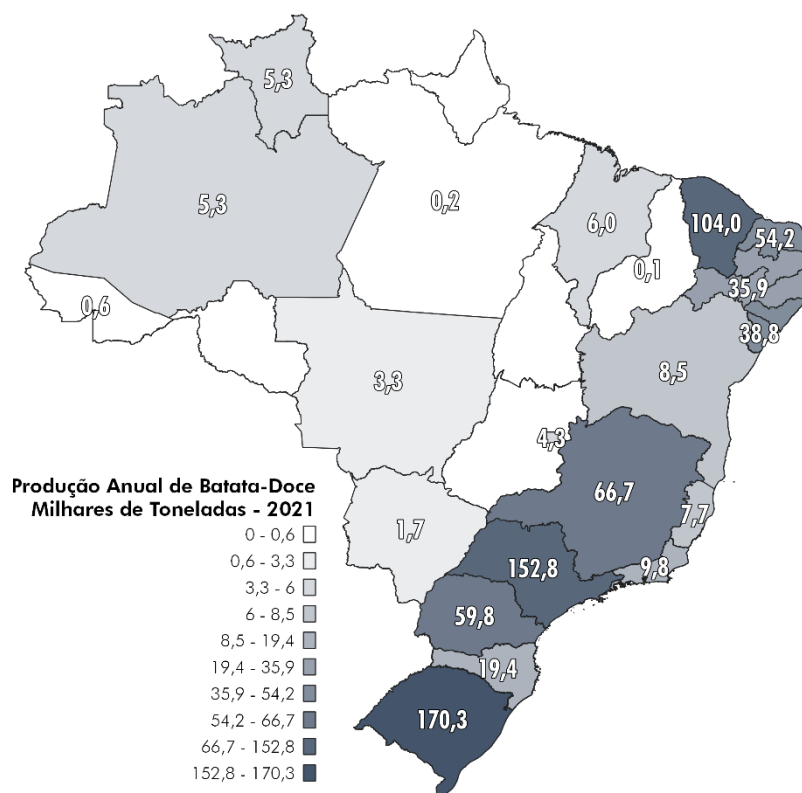 5,3
5,3
0,2
6,0
104,0
54,2
0,1
35,9
0,6
38,8
8,5
3,3
4,3
66,7
7,7
1,7
152,8
9,8
59,8
19,4
170,3
Produção Anual de Batata-Doce
Milhares de Toneladas - 2021
0 - 0,6
0,6 - 3,3
3,3 - 6
6 - 8,5
8,5 - 19,4
19,4 - 35,9
35,9 - 54,2
54,2 - 66,7
66,7 - 152,8
152,8 - 170,3